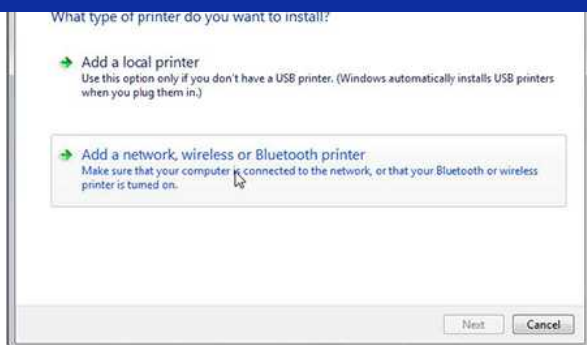 What type of printer do you want to install?
Add a local printer
Use this option only if you don't have a USB printer. (Windows automatically installs USB printers
when you plug them in.)
Add a network, wireless or Bluetooth printer
Make sure that your computer is connected to the network, or that your Bluetooth or wireless
printer is turned on.
Next
Cancel